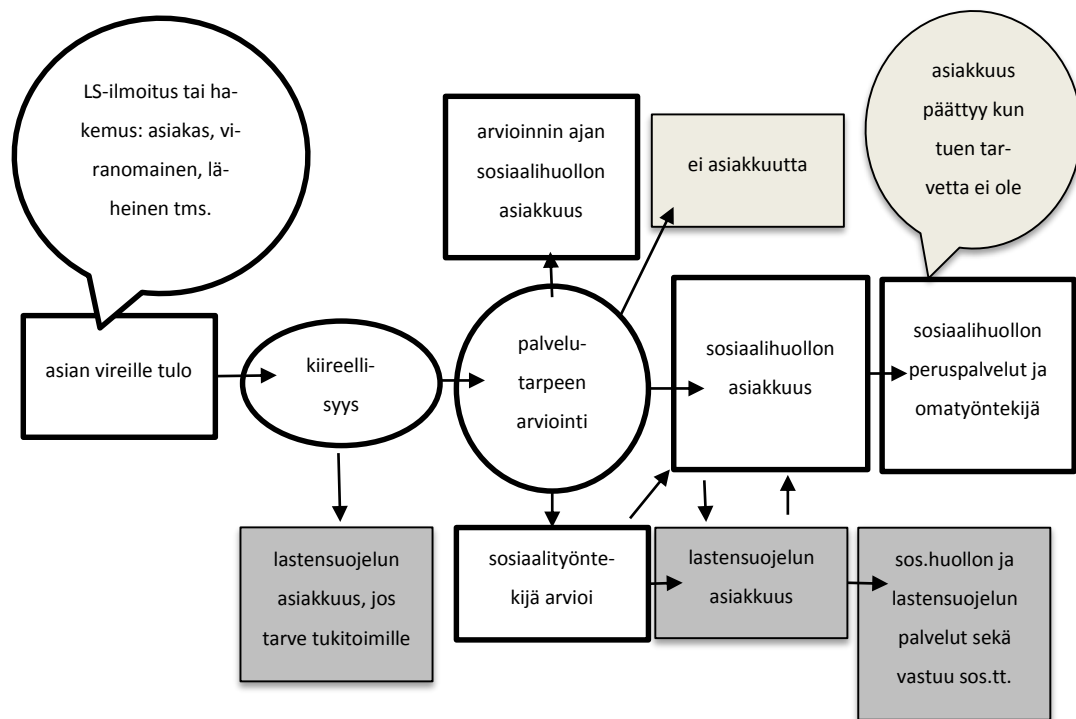 LS-ilmoitus tai ha-
kemus: asiakas, vi-
ranomainen, lä-
heinen tms.
asian vireille tulo
kiireelli-
syys
lastensuojelun
asiakkuus, jos
tarve tukitoimille
arvioinnin ajan
sosiaalihuollon
asiakkuus
palvelu-
tarpeen
arviointi
sosiaalityönte-
kijä arvioi
ei asiakkuutta
sosiaalihuollon
asiakkuus
lastensuojelun
asiakkuus
asiakkuus
päättyy kun
tuen tar-
vetta ei ole
sosiaalihuollon
peruspalvelut ja
omatyöntekijä
sos.huollon ja
lastensuojelun
palvelut sekä
vastuu sos.tt.